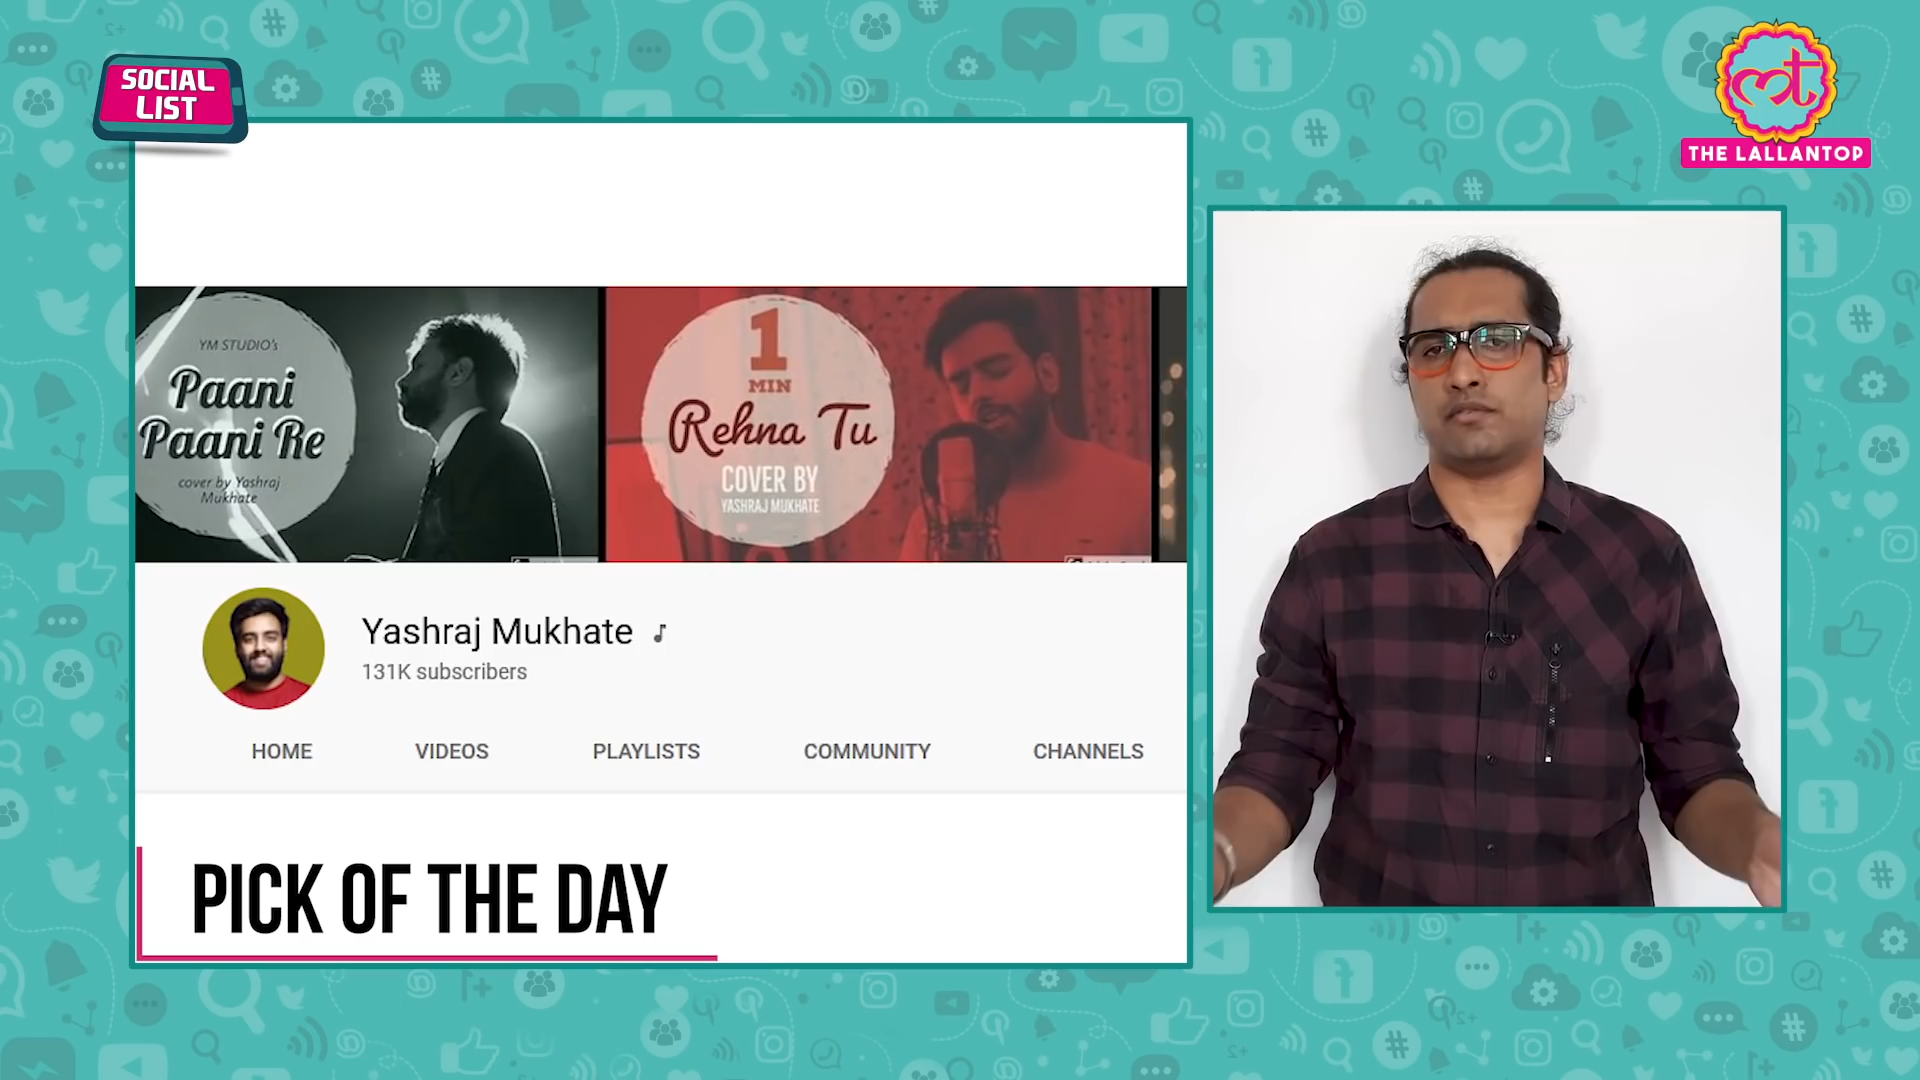 SOCIAL
LIST
मत
THE LALLANTOP
YM STUDIO's
Paani
Paani Re
cover by Yashraj
Mukhate
1
MIN
Rehna Tu
COVER BY
YASHRAJ MUKHATE
Yashraj Mukhate
131K subscribers
HOME VIDEOS PLAYLISTS COMMUNITY CHANNELS
PICK OF THE DAY